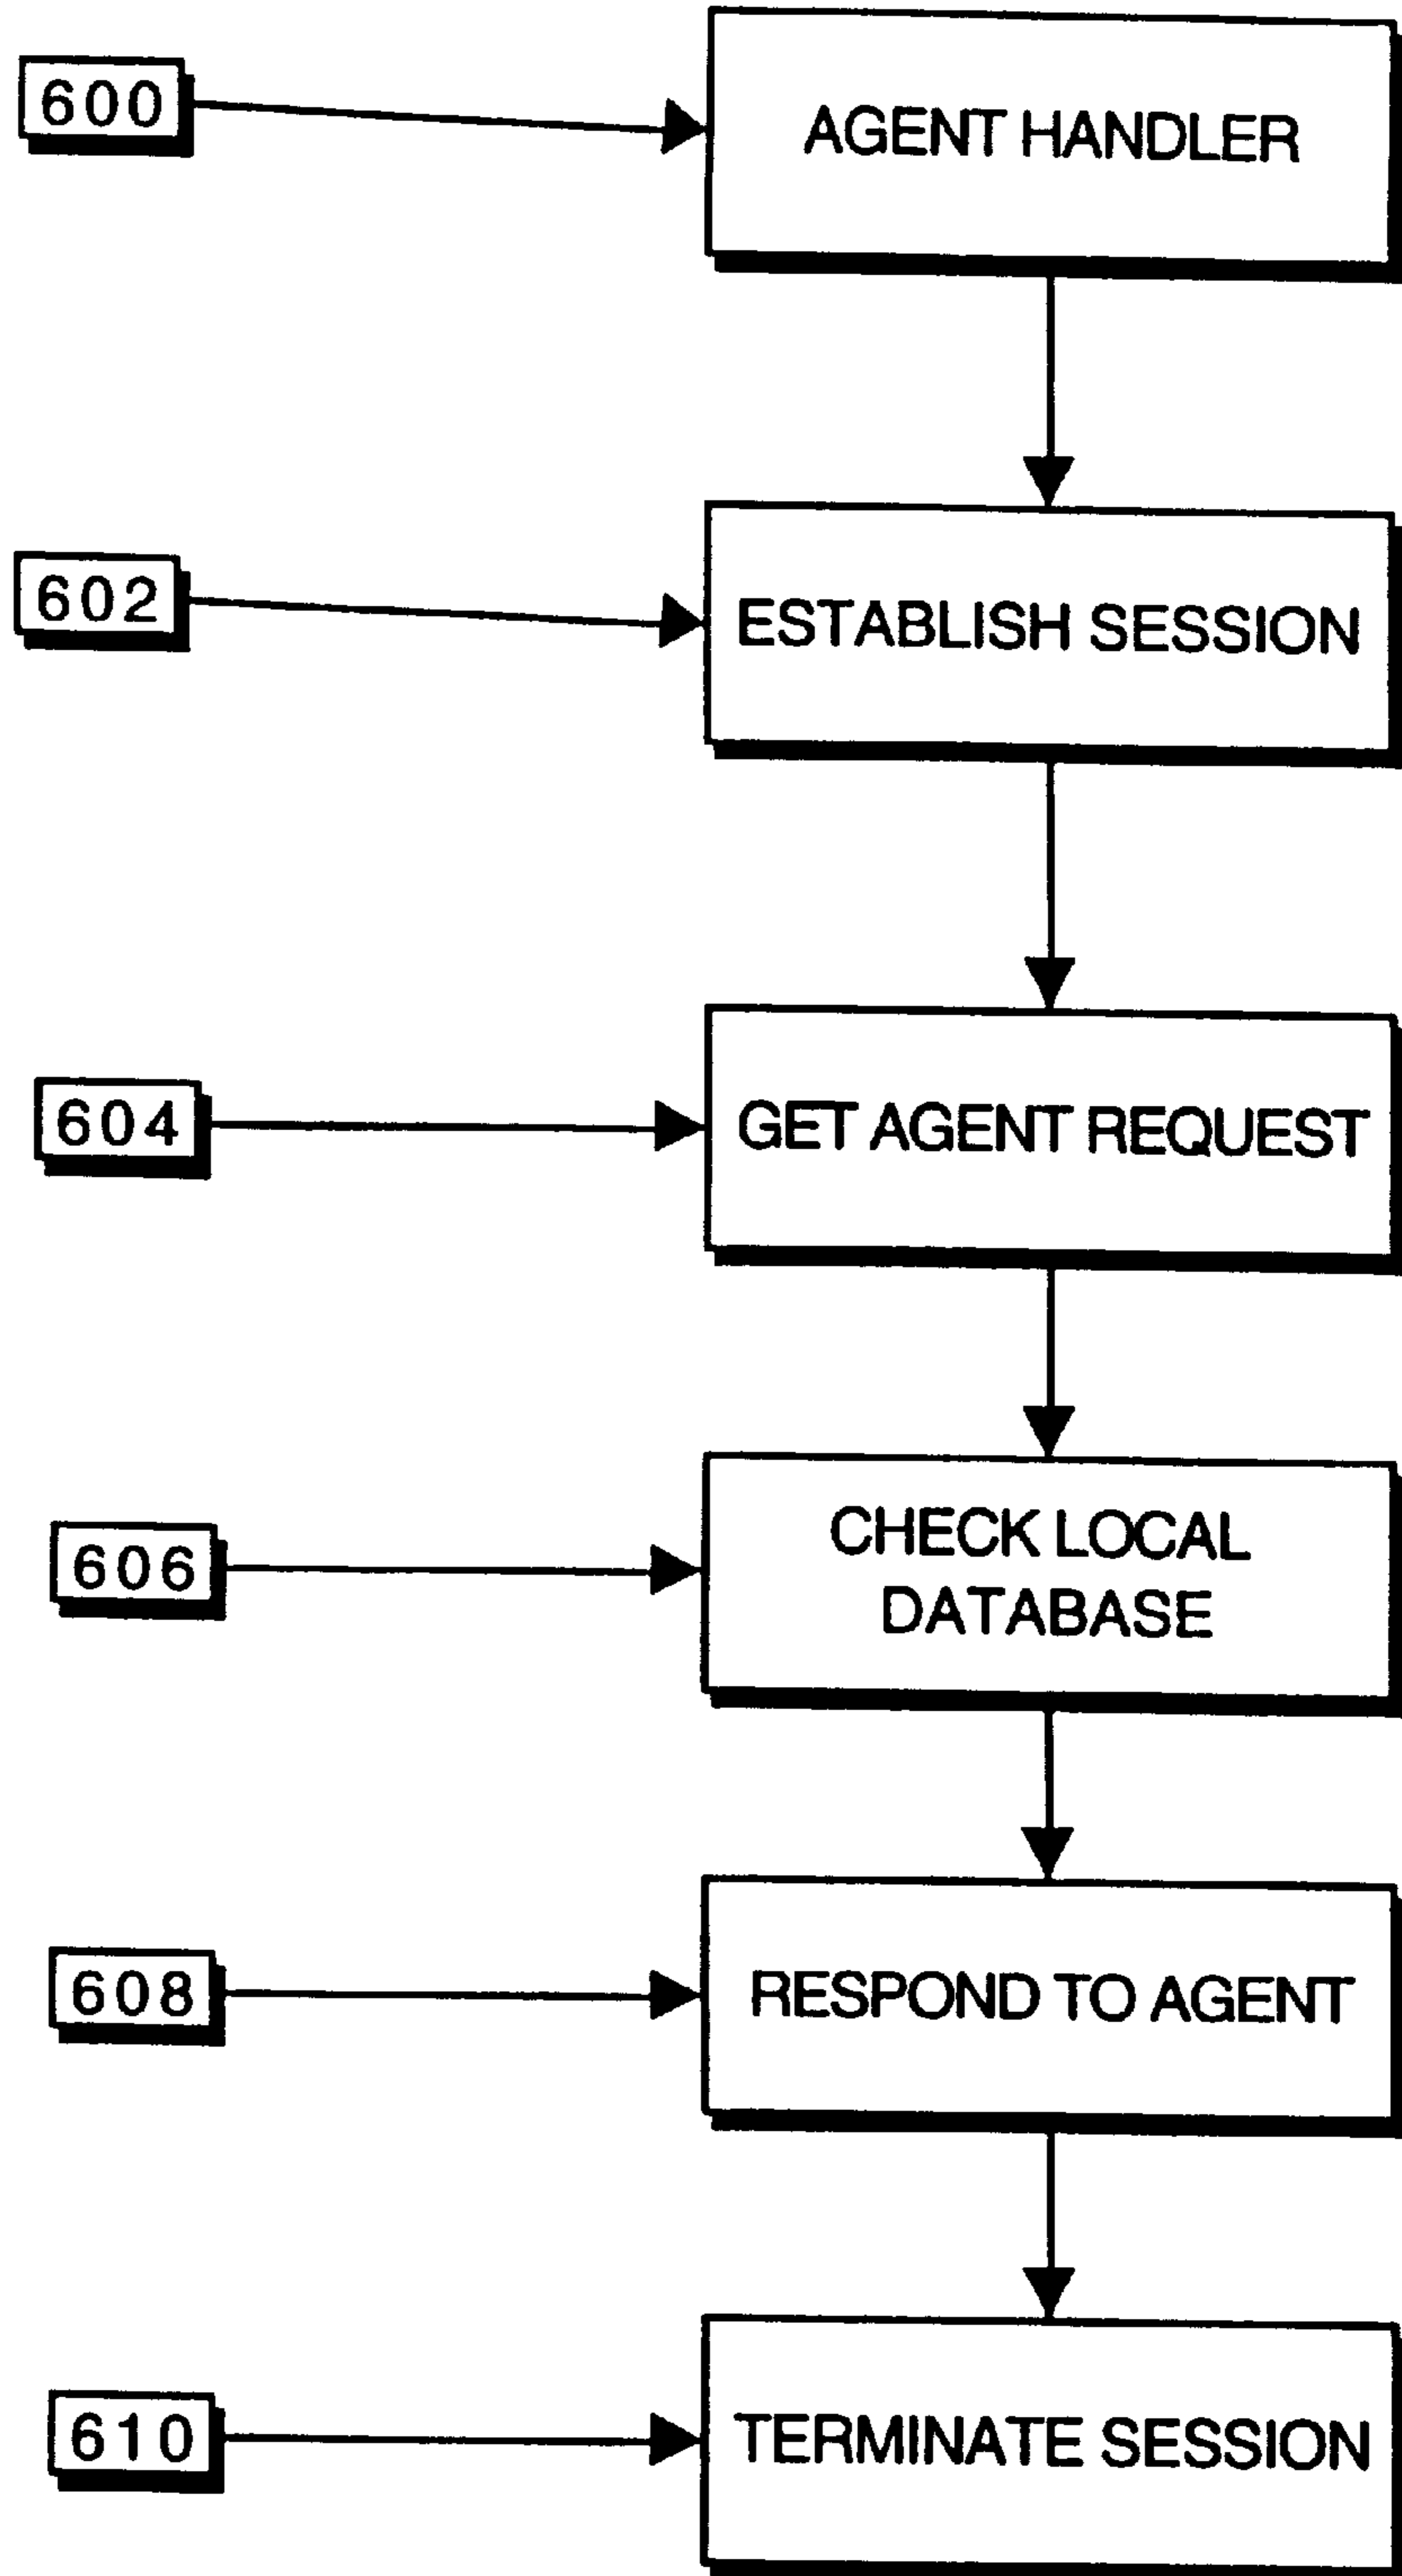 600
AGENT HANDLER
602
ESTABLISH SESSION
604
GET AGENT REQUEST
606
CHECK LOCAL
DATABASE
608
RESPOND TO AGENT
610
TERMINATE SESSION